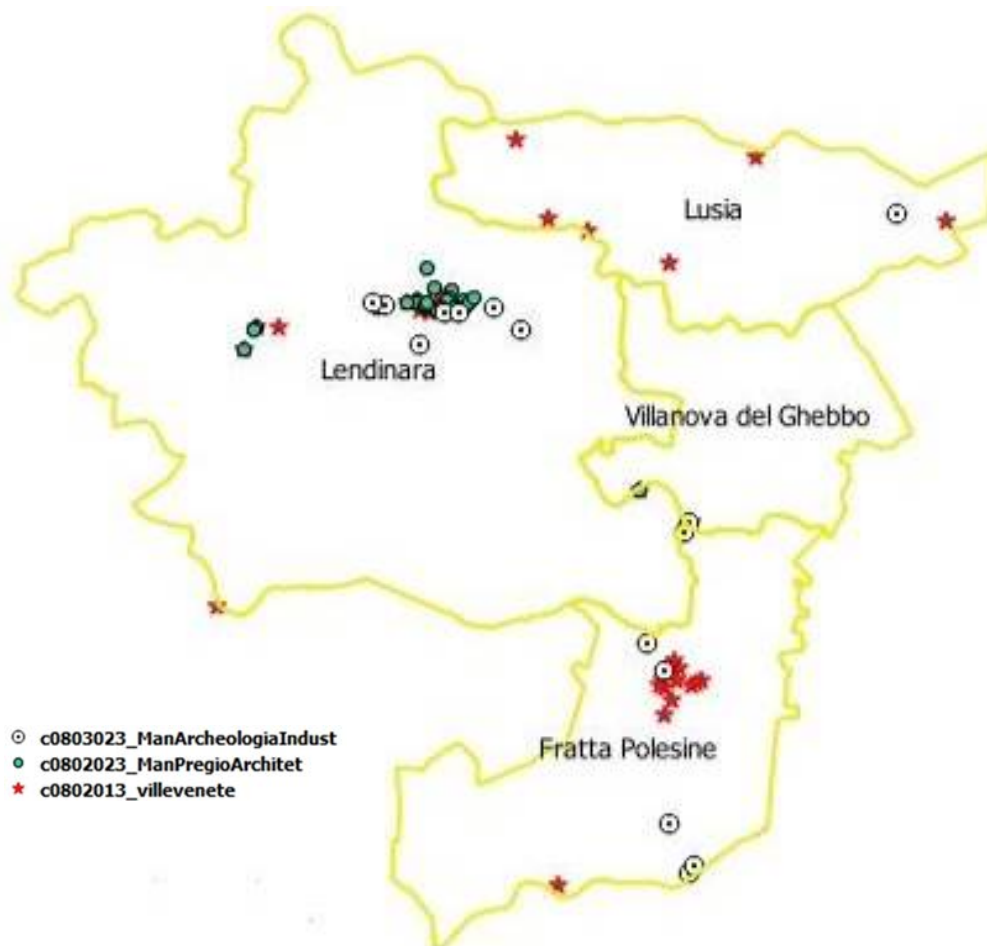 Lusia
Lendinara
Villanova del Ghebbo
c0803023_ManArcheologiaIndust
Fratta Polesine
c0802023_ManPregioArchitet
c0802013_villevenete